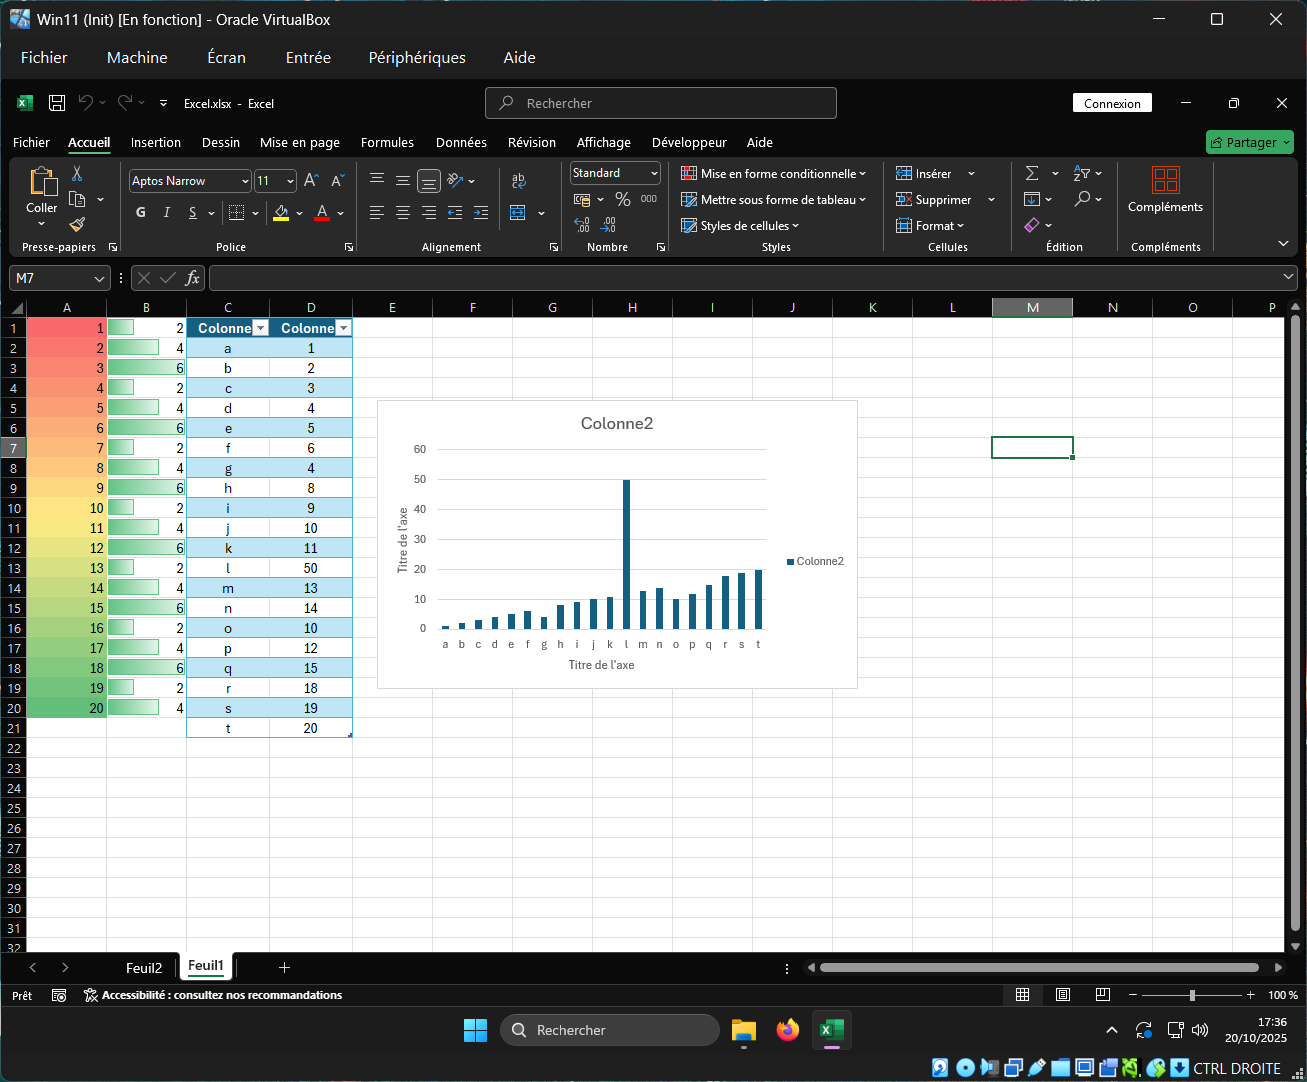 Win11 (Init) [En fonction] - Oracle VirtualBox
Fichier Machine Écran Entrée Périphériques Aide
Excel.xlsx - Excel Rechercher Connexion
Fichier Accueil Insertion Dessin Mise en page Formules Données Révision Affichage Développeur Aide Partager
Coller Aptos Narrow 11 Standard Mise en forme conditionnelle Insérer
G I S % 000 Mettre sous forme de tableau Supprimer Compléments
Styles de cellules Format
Presse-papiers Police Alignement Nombre Styles Cellules Édition Compléments
M7 fx
A B C D E F G H I J K L M N O P
1 1 2 Colonne Colonne
2 2 4 a 1
3 3 6 b 2
4 4 2 c 3
5 5 4 d 4
6 6 6 e 5
7 7 2 f 6
8 8 4 g 4
9 9 6 h 8
10 10 2 i 9
11 11 4 j 10
12 12 6 k 11
13 13 2 l 50
14 14 4 m 13
15 15 6 n 14
16 16 2 o 10
17 17 4 p 12
18 18 6 q 15
19 19 2 r 18
20 20 4 s 19
21 t 20
22
23
24
25
26
27
28
29
30
31
32
Colonne2
60
50
40
30
20
10
0
Titre de l'axe
a b c d e f g h i j k l m n o p q r s t
Titre de l'axe
Colonne2
Feuil2 Feuil1
Prêt Accessibilité : consultez nos recommandations 100 %
Rechercher
17:36
20/10/2025
CTRL DROITE